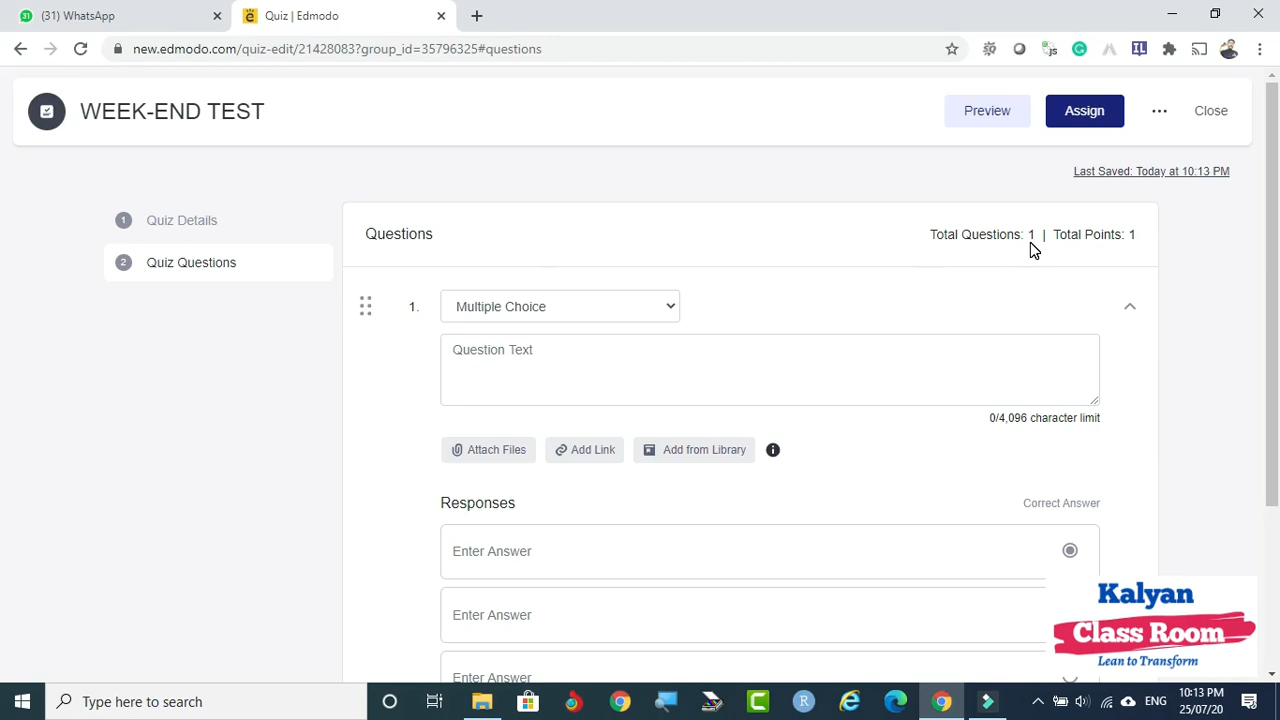 (31) WhatsApp
Quiz | Edmodo
new.edmodo.com/quiz-edit/21428083?group_id=35796325#questions
WEEK-END TEST
Preview
Assign
Close
Last Saved: Today at 10:13 PM
1 Quiz Details
2 Quiz Questions
Questions
Total Questions: 1 | Total Points: 1
1. Multiple Choice
Question Text
0/4,096 character limit
Attach Files
Add Link
Add from Library
Responses
Correct Answer
Enter Answer
Enter Answer
Enter Answer
Kalyan
Class Room
Lean to Transform
Type here to search
ENG
10:13 PM
25/07/20